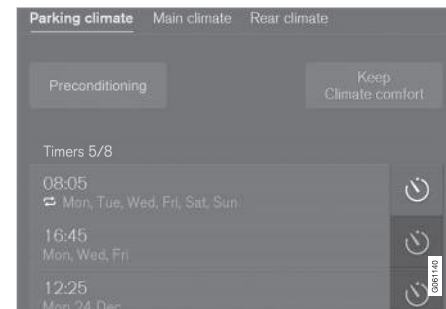 Parking climate Main climate Rear climate
Preconditioning
Keep
Climate comfort
Timers 5/8
08:05
Mon, Tue, Wed, Fri, Sat, Sun
16:45
Mon, Wed, Fri
12:25
Mon 24 Dec
G061140